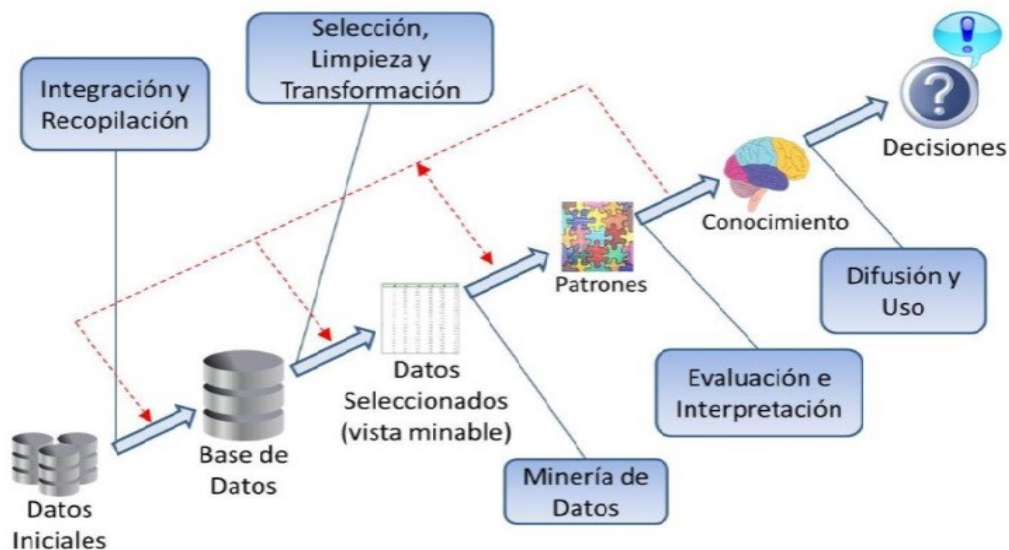 Integración y
Recopilación
Selección,
Limpieza y
Transformación
Decisiones
Conocimiento
Difusión y
Uso
Patrones
Evaluación e
Interpretación
Datos
Seleccionados
(vista minable)
Minería de
Datos
Base de
Datos
Datos
Iniciales